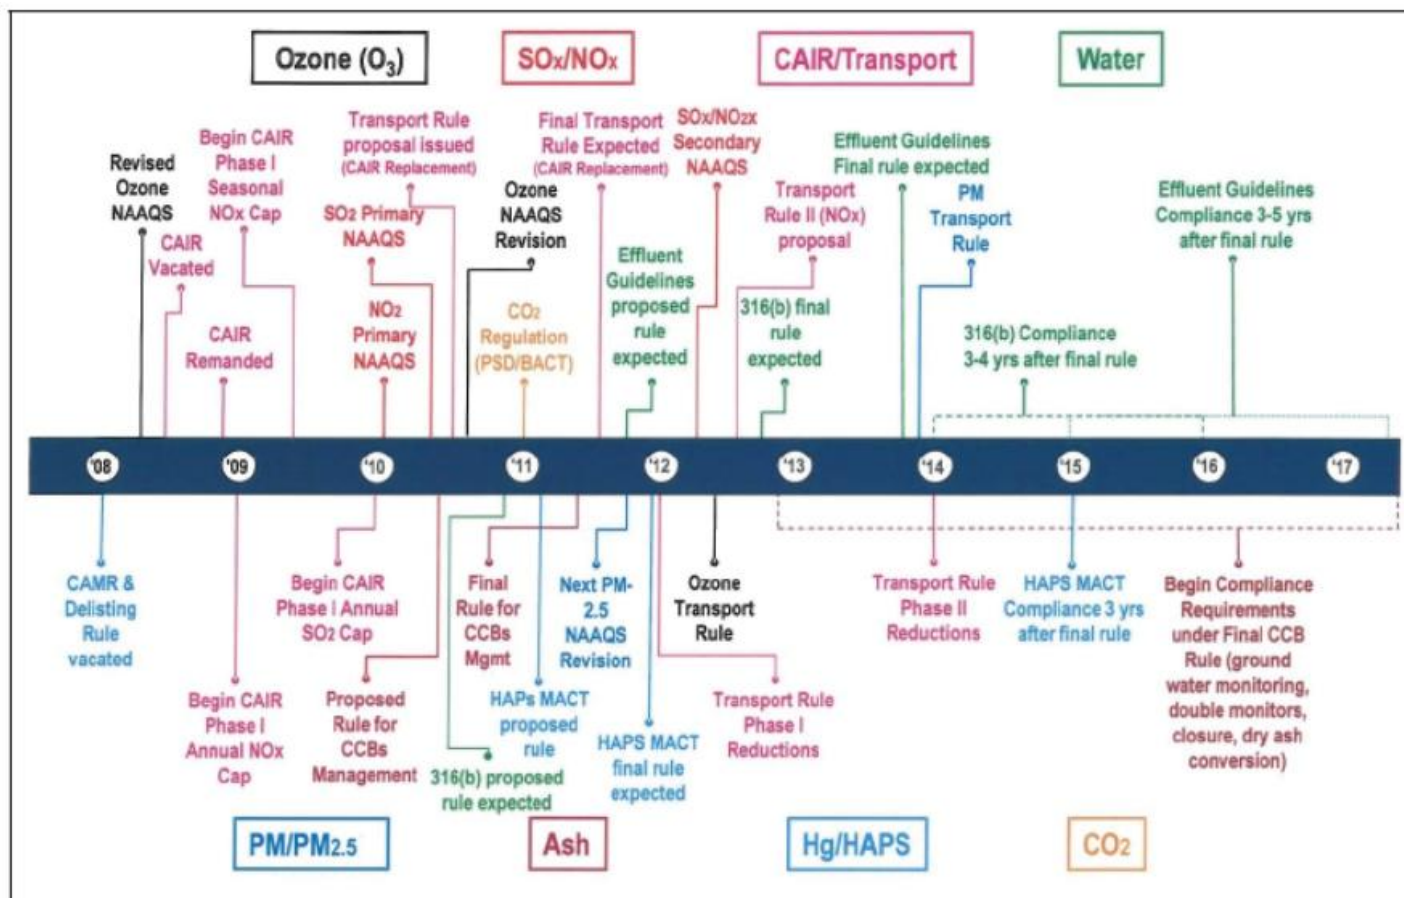 Ozone (O3)
SOx/NOx
CAIR/Transport
Water
Revised
Ozone
NAAQS
CAIR
Vacated
Begin CAIR
Phase I
Seasonal
NOx Cap
CAIR
Remanded
Transport Rule
proposal issued
(CAIR Replacement)
SO2 Primary
NAAQS
NO2
Primary
NAAQS
Ozone
NAAQS
Revision
CO2
Regulation
(PSD/BACT)
Final Transport
Rule Expected
(CAIR Replacement)
Effluent
Guidelines
proposed
rule
expected
SOx/NO2x
Secondary
NAAQS
Transport
Rule II (NOx)
proposal
316(b) final
rule
expected
Effluent Guidelines
Final rule expected
PM
Transport
Rule
316(b) Compliance
3-4 yrs after final rule
Effluent Guidelines
Compliance 3-5 yrs
after final rule
'08
'09
'10
'11
'12
'13
'14
'15
'16
'17
CAMR &
Delisting
Rule
vacated
Begin CAIR
Phase I
Annual NOx
Cap
Begin CAIR
Phase I Annual
SO2 Cap
Proposed
Rule for
CCBs
Management
316(b) proposed
rule expected
Final
Rule for
CCBs
Mgmt
HAPs MACT
proposed
rule
Next PM-
2.5
NAAQS
Revision
HAPS MACT
final rule
expected
Ozone
Transport
Rule
Transport Rule
Phase I
Reductions
Transport Rule
Phase II
Reductions
HAPS MACT
Compliance 3 yrs
after final rule
Begin Compliance
Requirements
under Final CCB
Rule (ground
water monitoring,
double monitors,
closure, dry ash
conversion)
PM/PM2.5
Ash
Hg/HAPS
CO2